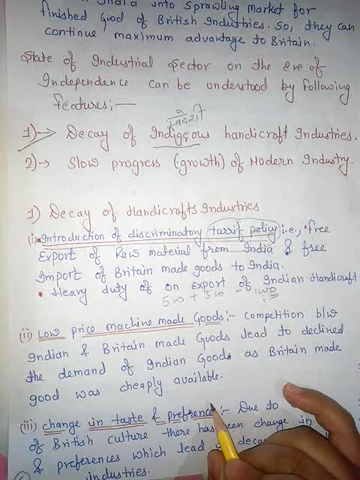 India into sprawling market for
finished Good of British Industries. So, they can
continue maximum advantage to Britain.
State of Industrial Sector on the eve of
Independence can be understood by following
features:—
1)→ Decay of Indigeous handicraft Industries.
2)→ Slow progress (growth) of Modern Industry.
1) Decay of Handicrafts Industries
(i) Introduction of discriminatory tarrif policy i.e., • free
Export of Raw material from India & free
Import of Britain made goods to India.
• Heavy duty of on export of Indian Handicraft
500 + 500
(ii) Low price machine made Goods:- Competition b/w
Indian & Britain made Goods lead to declined
the demand of Indian Goods as Britain made
good was cheaply available.
(iii) change in taste & preference:- Due to
of British culture there has been change in
& preferences which lead in
industries.